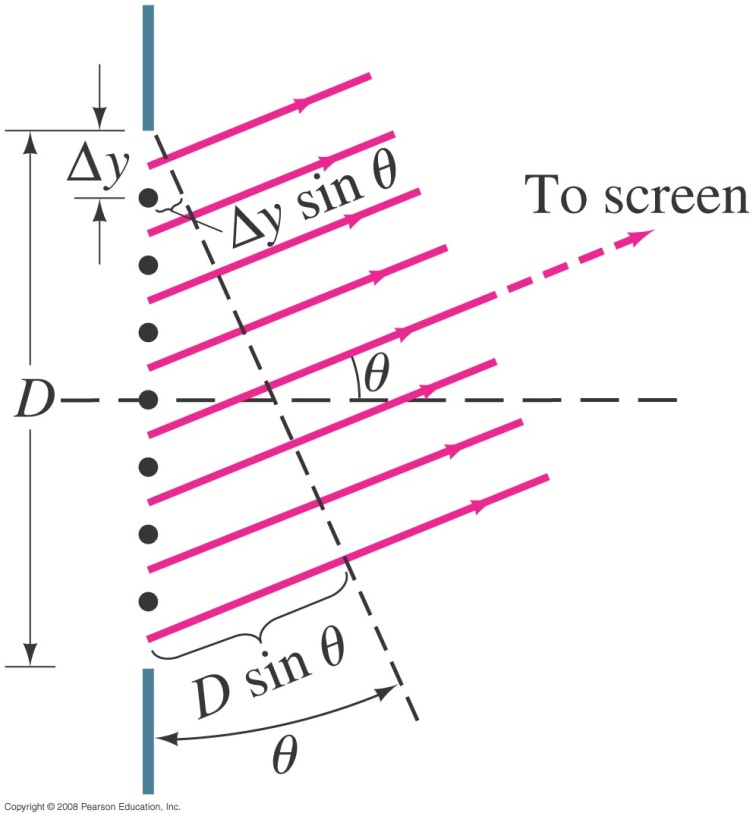 Δy
Δy sin θ
To screen
θ
D
D sin θ
θ
Copyright © 2008 Pearson Education, Inc.